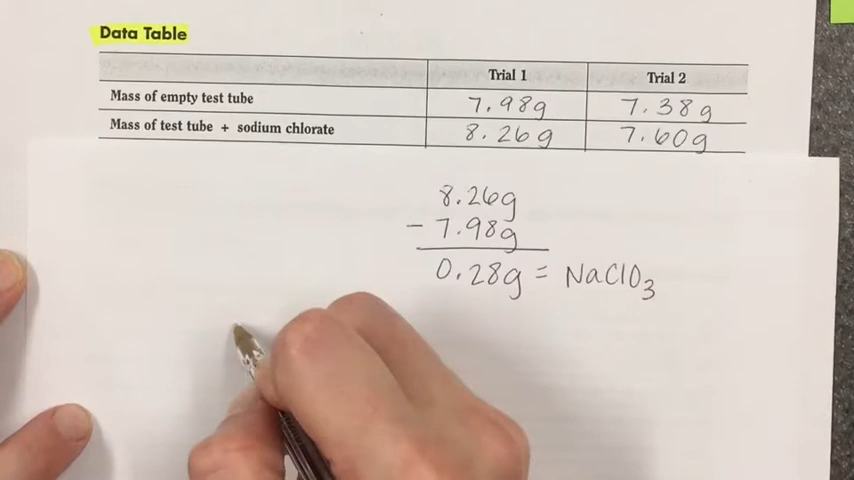 Data Table
Trial 1 Trial 2
Mass of empty test tube 7.98g 7.38g
Mass of test tube + sodium chlorate 8.26g 7.60g
8.26g
- 7.98g
0.28g = NaClO3